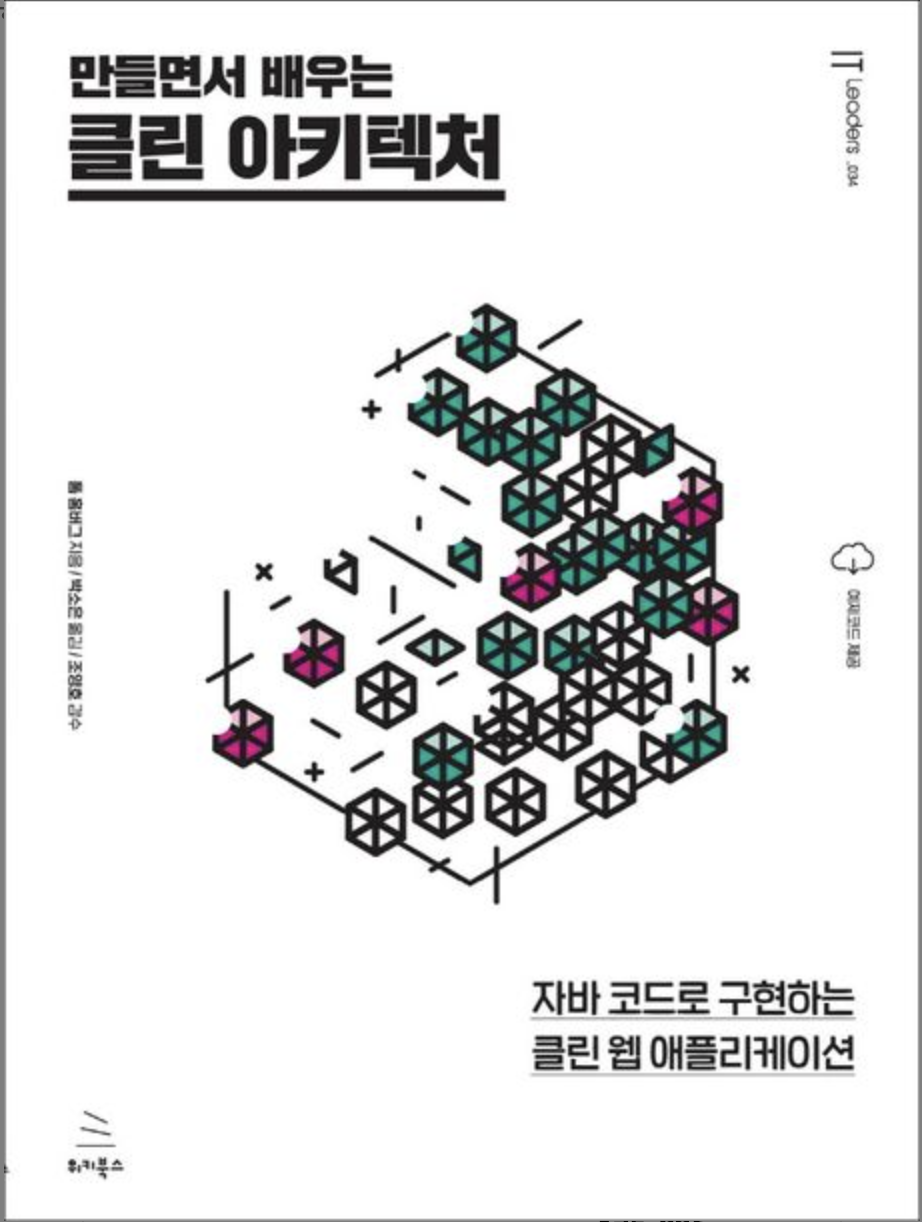 만들면서 배우는
클린 아키텍처
IT Leaders .034
톰 홈버그 지음 / 박소은 옮김 / 조영호 감수
예제코드 제공
자바 코드로 구현하는
클린 웹 애플리케이션
위키북스